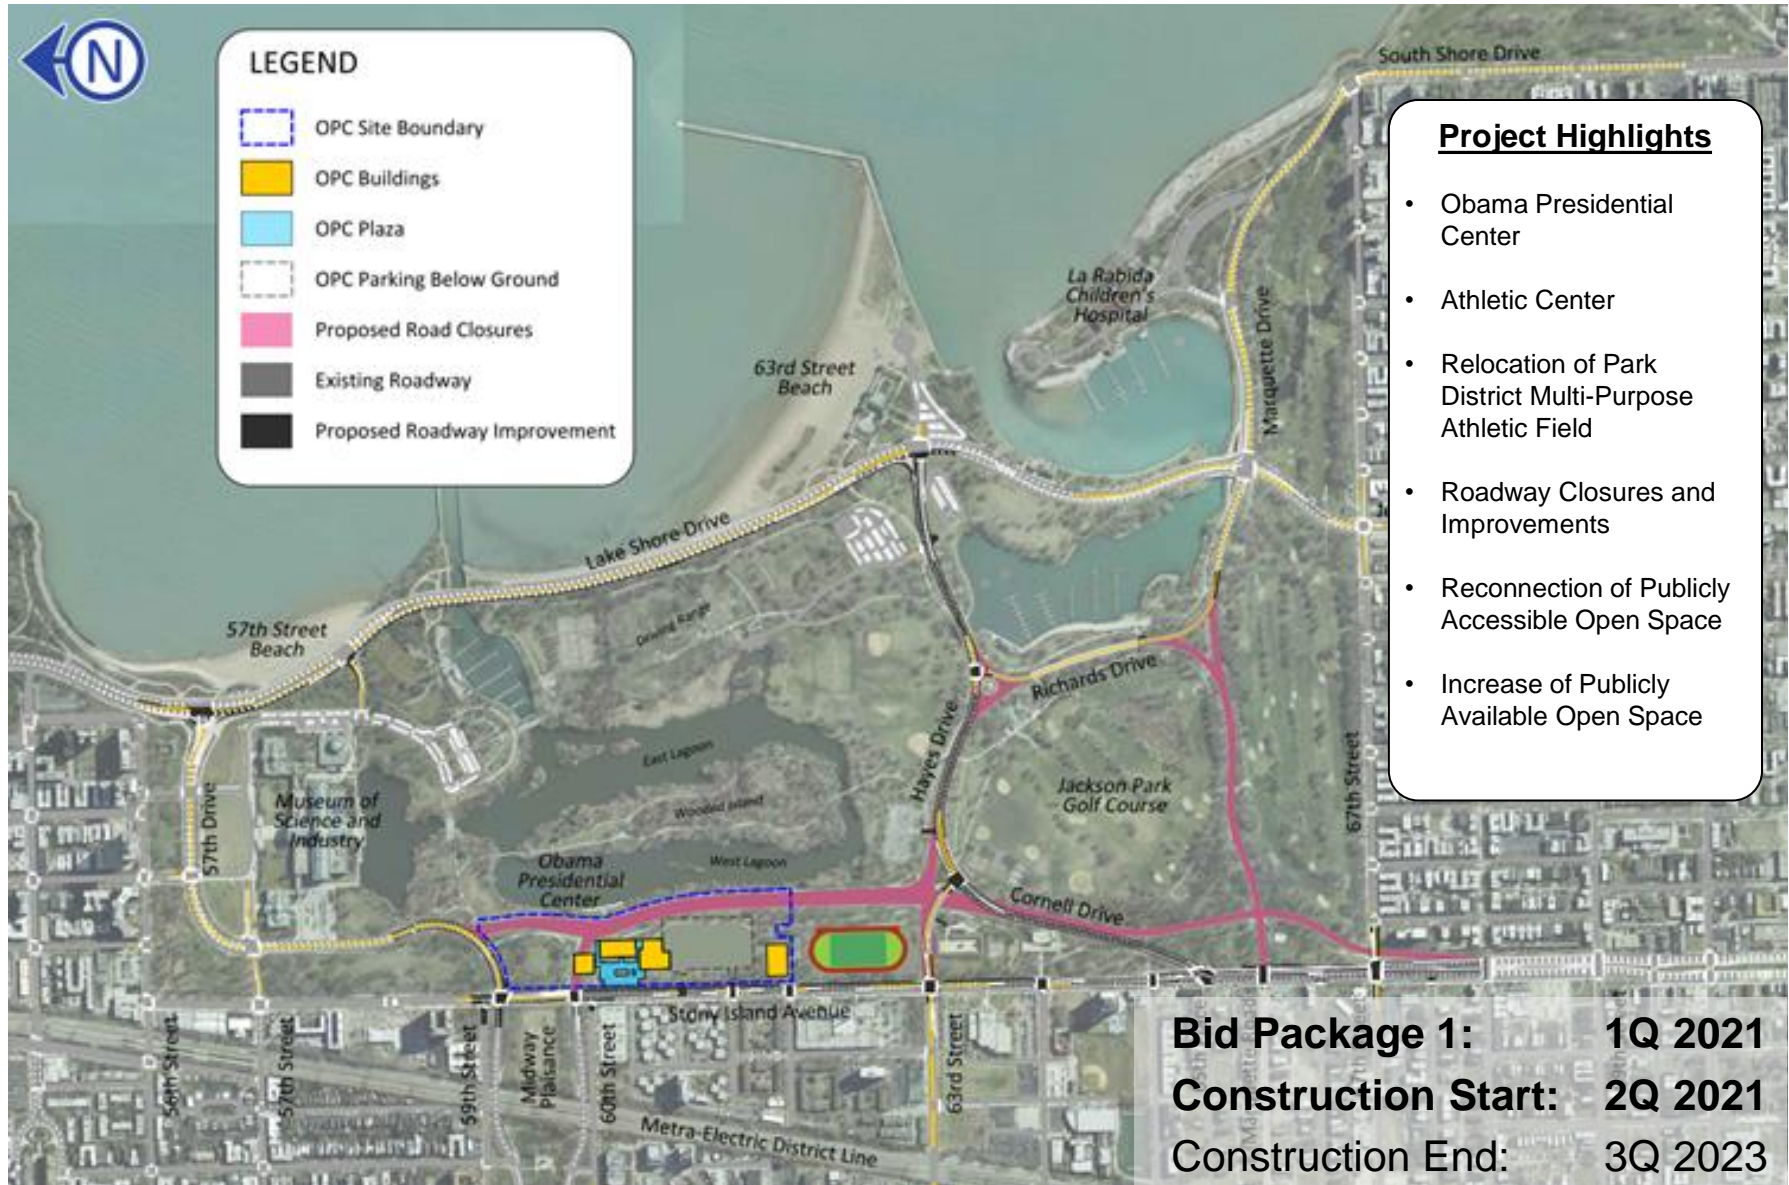 N
LEGEND
OPC Site Boundary
OPC Buildings
OPC Plaza
OPC Parking Below Ground
Proposed Road Closures
Existing Roadway
Proposed Roadway Improvement
South Shore Drive
Project Highlights
• Obama Presidential
Center
• Athletic Center
• Relocation of Park
District Multi-Purpose
Athletic Field
• Roadway Closures and
Improvements
• Reconnection of Publicly
Accessible Open Space
• Increase of Publicly
Available Open Space
La Rabida
Children's
Hospital
Marquette Drive
63rd Street
Beach
Lake Shore Drive
57th Street
Beach
Driving Range
Richards Drive
Hayes Drive
East Lagoon
Wooded Island
West Lagoon
Jackson Park
Golf Course
67th Street
57th Drive
Museum of
Science and
Industry
Obama
Presidential
Center
Cornell Drive
Stony Island Avenue
56th Street
57th Street
59th Street
Midway
Plaisance
60th Street
63rd Street
Metra Electric District Line
Bid Package 1: 1Q 2021
Construction Start: 2Q 2021
Construction End: 3Q 2023